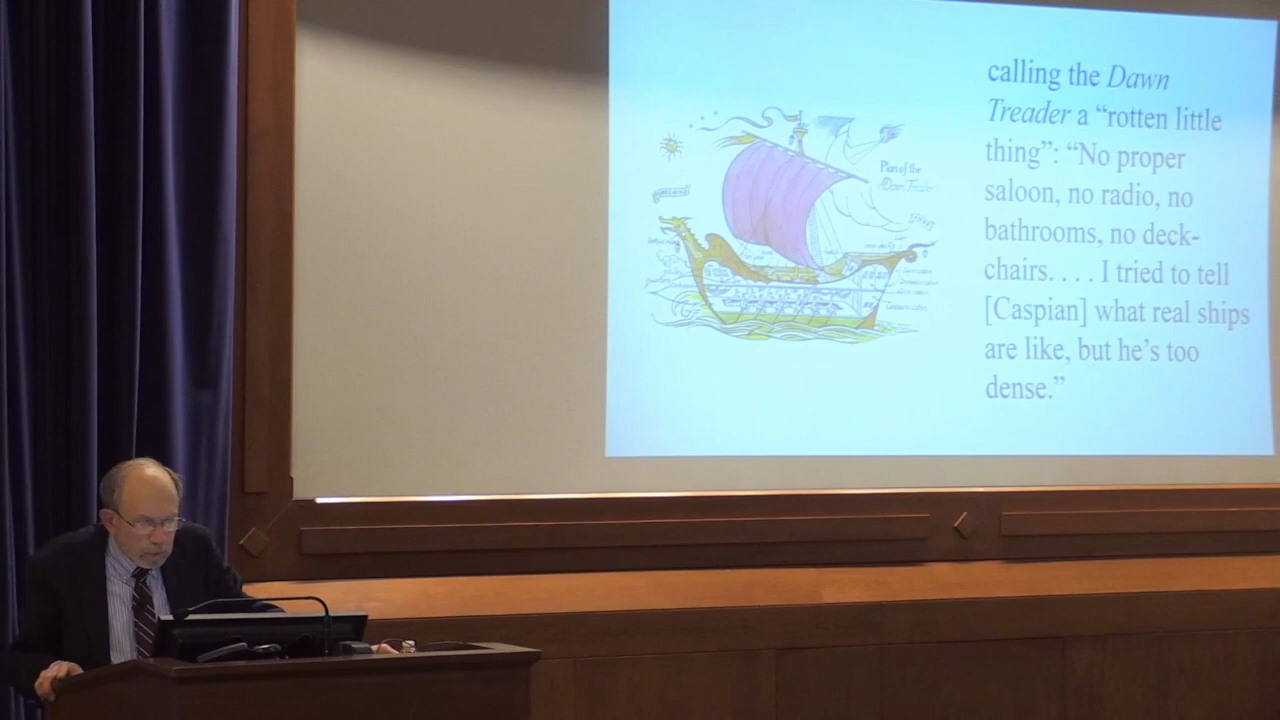 calling the Dawn
Treader a “rotten little
thing”: “No proper
saloon, no radio, no
bathrooms, no deck-
chairs. . . . I tried to tell
[Caspian] what real ships
are like, but he’s too
dense.”
Plan of the
Dawn Treader